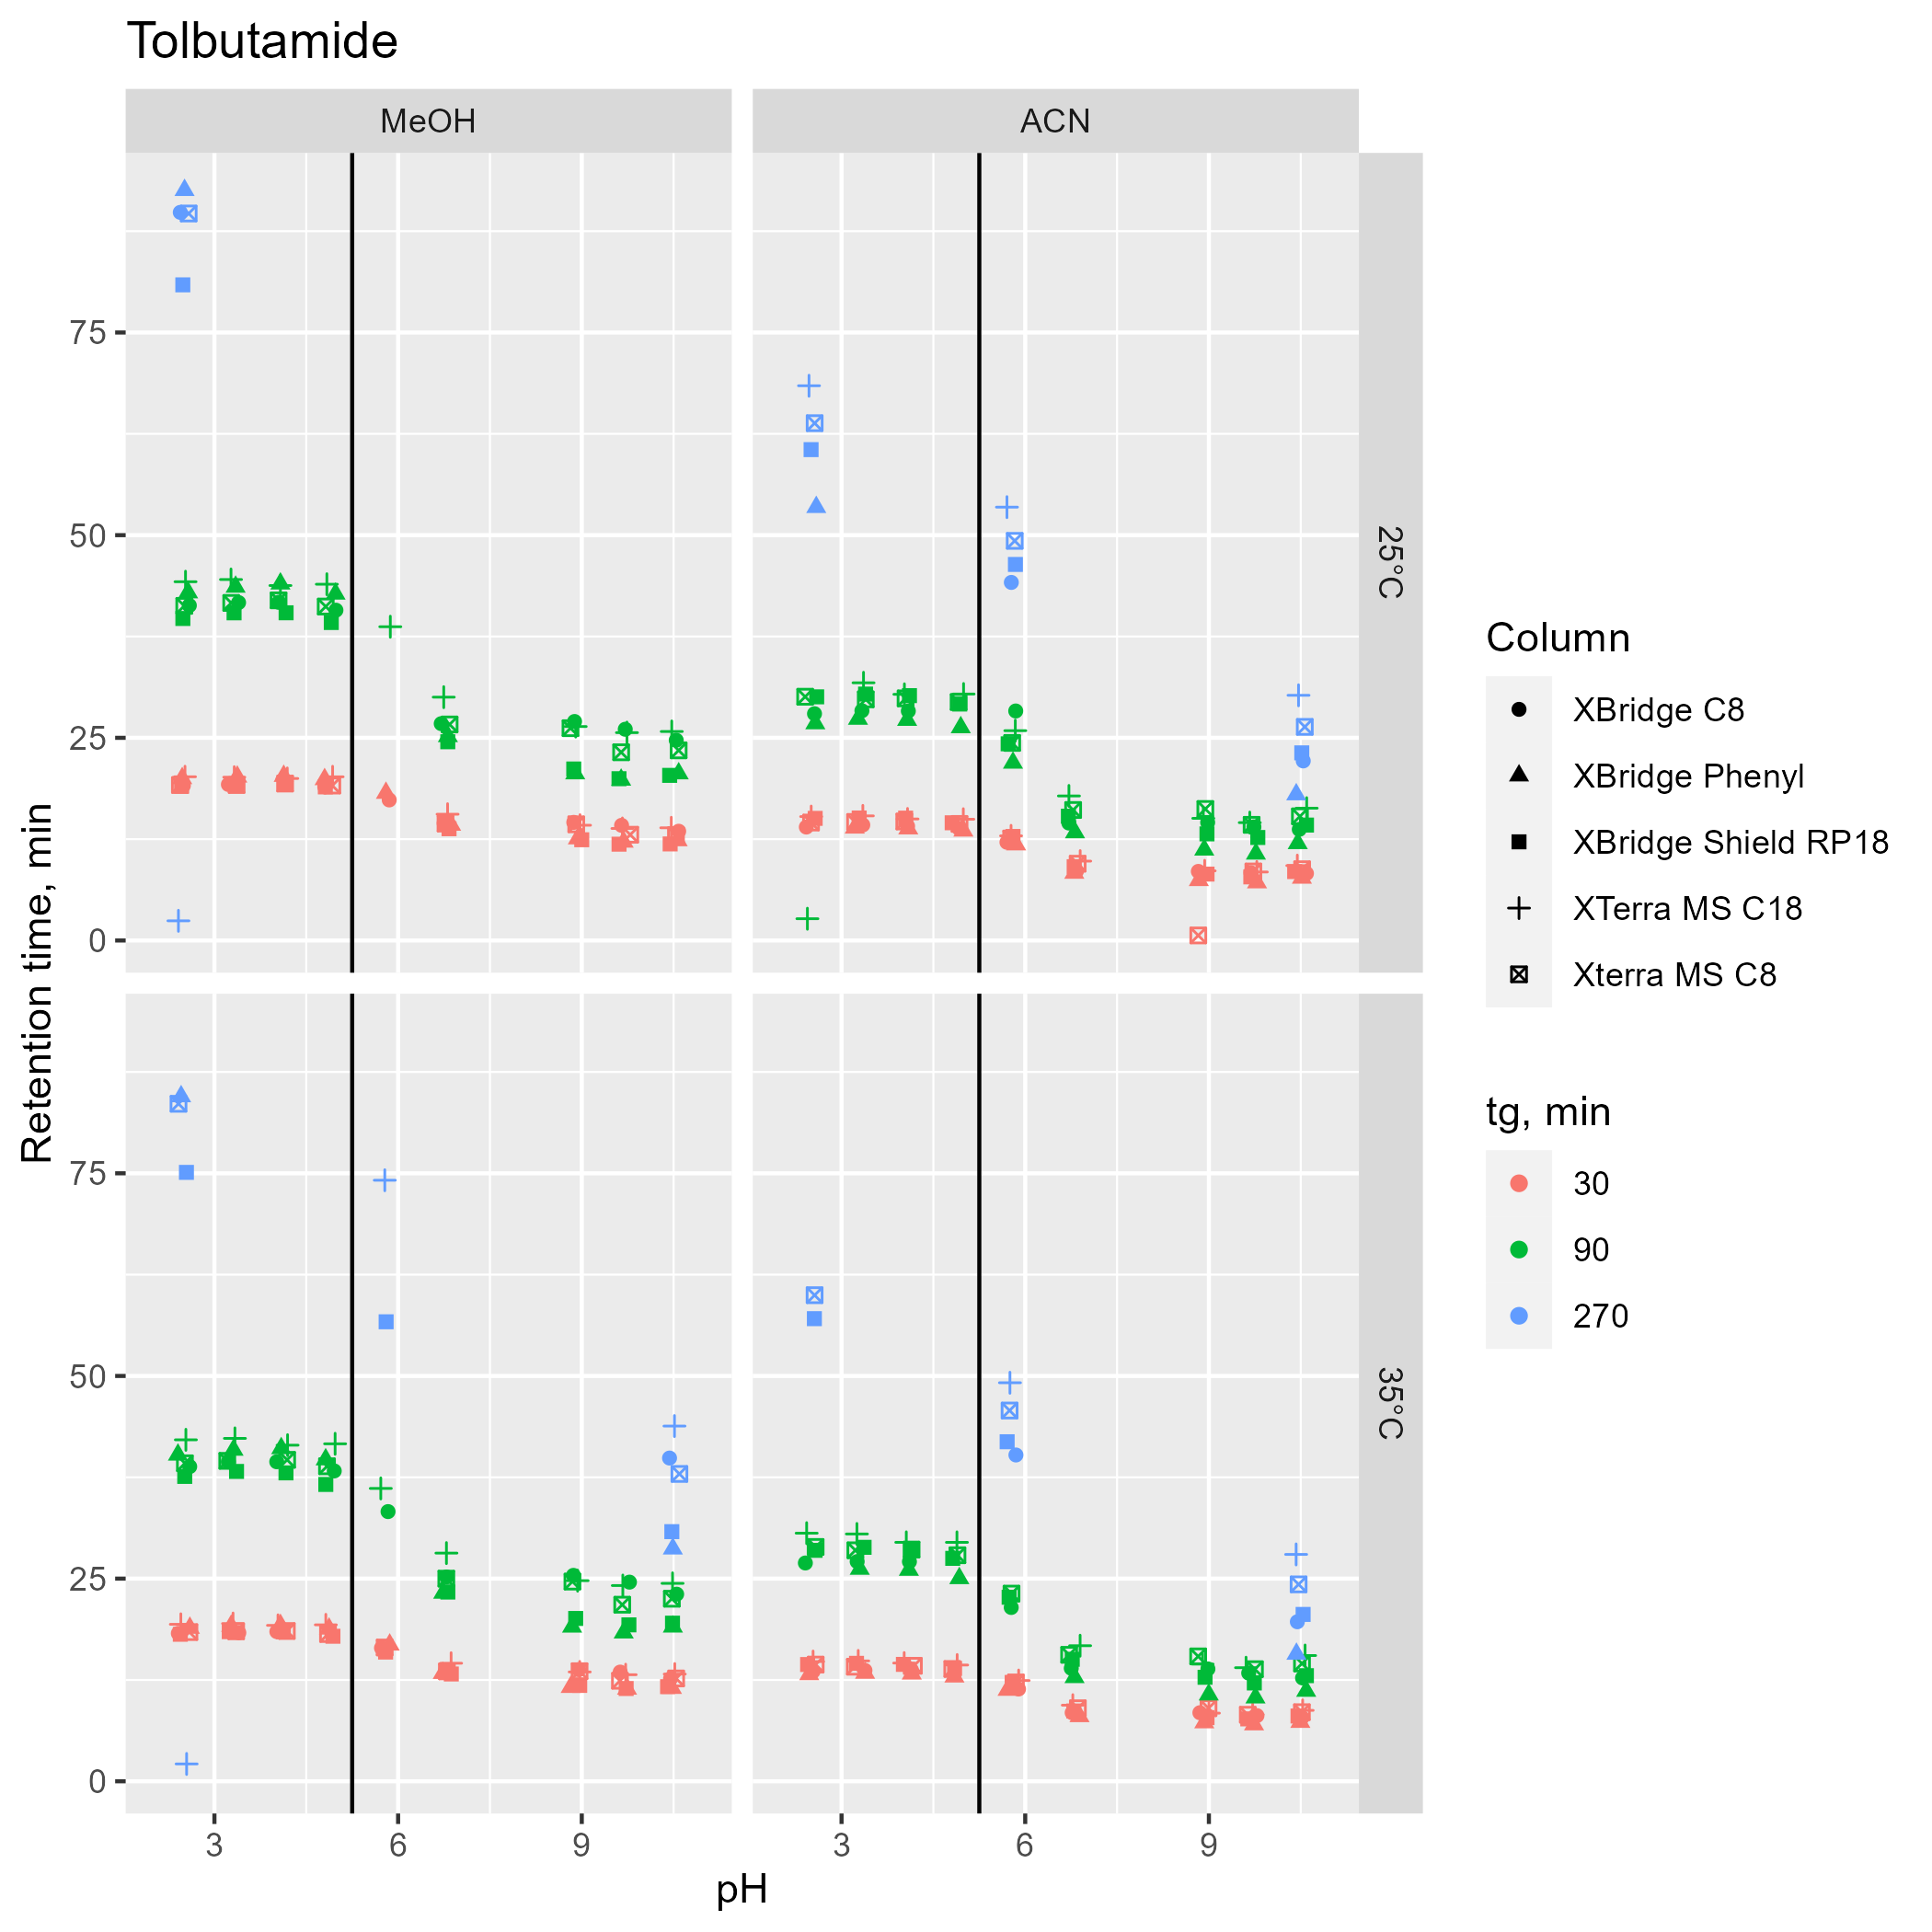 Tolbutamide
MeOH
ACN
75
50
25
0
25°C
75
50
25
0
35°C
3
6
9
3
6
9
pH
Retention time, min
Column
XBridge C8
XBridge Phenyl
XBridge Shield RP18
XTerra MS C18
Xterra MS C8
tg, min
30
90
270